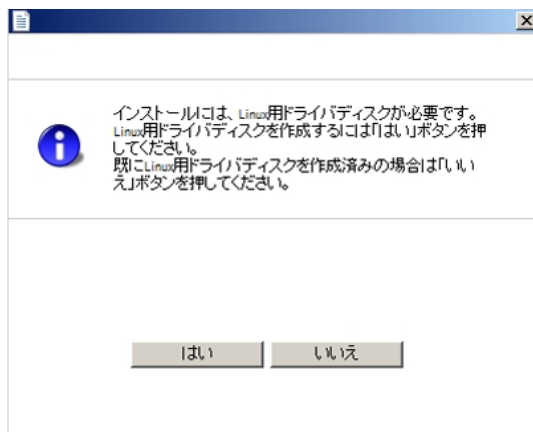 インストールには、Linux用ドライバディスクが必要です。
Linux用ドライバディスクを作成するには「はい」ボタンを押
してください。
既にLinux用ドライバディスクを作成済みの場合は「いい
え」ボタンを押してください。
はい
いいえ